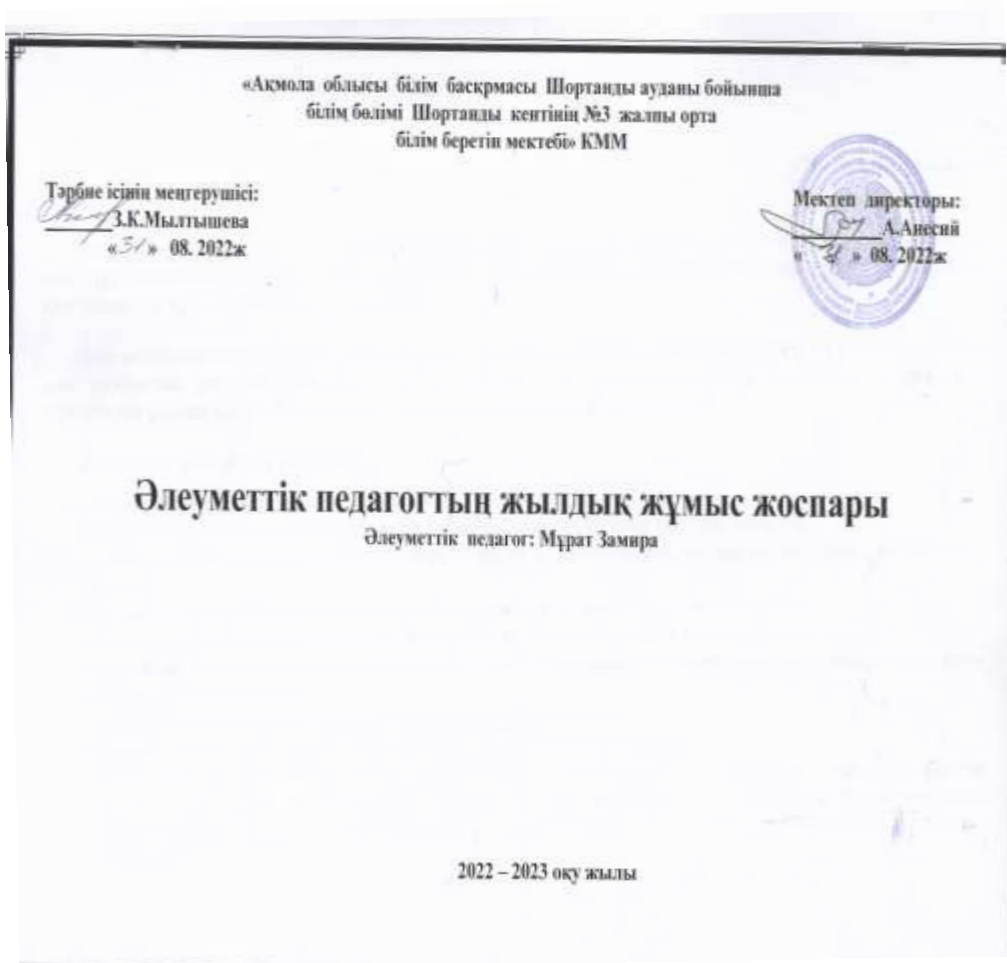 «Ақмола облысы білім басқрмасы Шортанды ауданы бойынша
білім бөлімі Шортанды кентінің №3 жалпы орта
білім беретін мектебі» КММ
Тәрбие ісінің меңгерушісі:
З.К.Мылтышева
«31» 08. 2022ж
Мектеп директоры:
А.Анесий
« » 08. 2022ж
Әлеуметтік педагогтың жылдық жұмыс жоспары
Әлеуметтік педагог: Мұрат Замира
2022 – 2023 оқу жылы